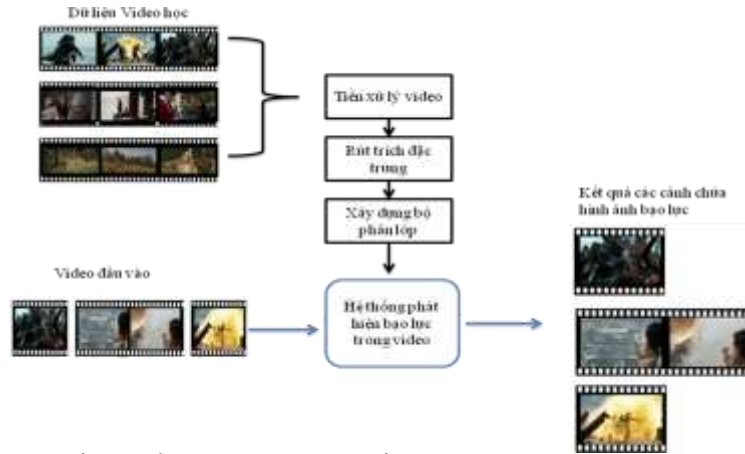 Dữ liệu Video học
Tiền xử lý video
Rút trích đặc
trưng
Xây dựng bộ
phân lớp
Kết quả các cảnh chứa
hình ảnh bạo lực
Video đầu vào
Hệ thống phát
hiện bạo lực
trong video